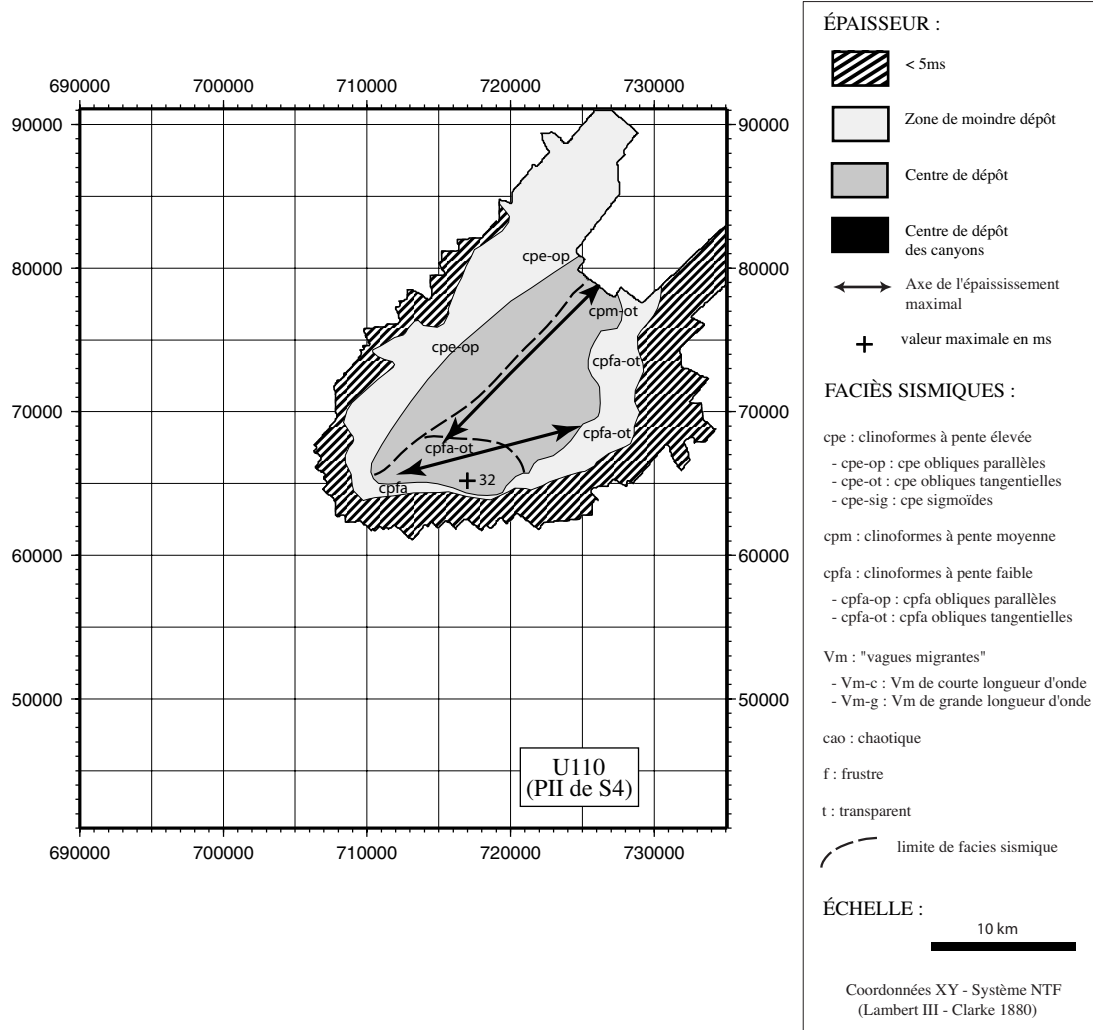 690000 700000 710000 720000 730000
90000 90000
80000 80000
70000 70000
60000 60000
50000 50000
690000 700000 710000 720000 730000
cpe-op
cpm-ot
cpe-op
cpfa-ot
cpfa-ot
cpfa-ot
cpfa
32
U110
(PII de S4)
ÉPAISSEUR :
< 5ms
Zone de moindre dépôt
Centre de dépôt
Centre de dépôt
des canyons
Axe de l'épaississement
maximal
valeur maximale en ms
FACIÈS SISMIQUES :
cpe : clinoformes à pente élevée
- cpe-op : cpe obliques parallèles
- cpe-ot : cpe obliques tangentielles
- cpe-sig : cpe sigmoïdes
cpm : clinoformes à pente moyenne
cpfa : clinoformes à pente faible
- cpfa-op : cpfa obliques parallèles
- cpfa-ot : cpfa obliques tangentielles
Vm : "vagues migrantes"
- Vm-c : Vm de courte longueur d'onde
- Vm-g : Vm de grande longueur d'onde
cao : chaotique
f : frustre
t : transparent
limite de facies sismique
ÉCHELLE :
10 km
Coordonnées XY - Système NTF
(Lambert III - Clarke 1880)